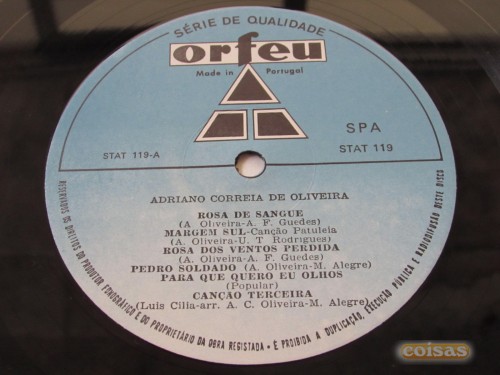 SÉRIE DE QUALIDADE
orfeu
Made in Portugal
STAT 119-A
SPA
STAT 119
ADRIANO CORREIA DE OLIVEIRA
ROSA DE SANGUE
(A. Oliveira-A. F. Guedes)
MARGEM SUL-Canção Patuleia
(A. Oliveira-U. T Rodrigues)
ROSA DOS VENTOS PERDIDA
(A. Oliveira-A. F. Guedes)
PEDRO SOLDADO (A. Oliveira-M. Alegre)
PARA QUE QUERO EU OLHOS
(Popular)
CANÇÃO TERCEIRA
(Luis Cilia-arr. A. C. Oliveira-M. Alegre)
RESERVADOS OS DIREITOS DO PRODUTOR FONOGRÁFICO E DO PROPRIETÁRIO DA OBRA REGISTADA • É PROIBIDA A DUPLICAÇÃO, EXECUÇÃO PÚBLICA E RADIODIFUSÃO DESTE DISCO
coisas